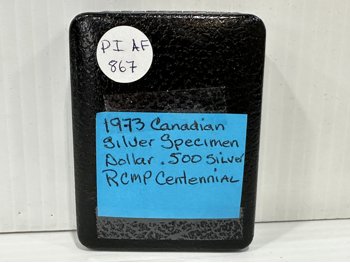 PI AF
867
1973 Canadian
Silver Specimen
Dollar .500 Silver
RCMP Centennial